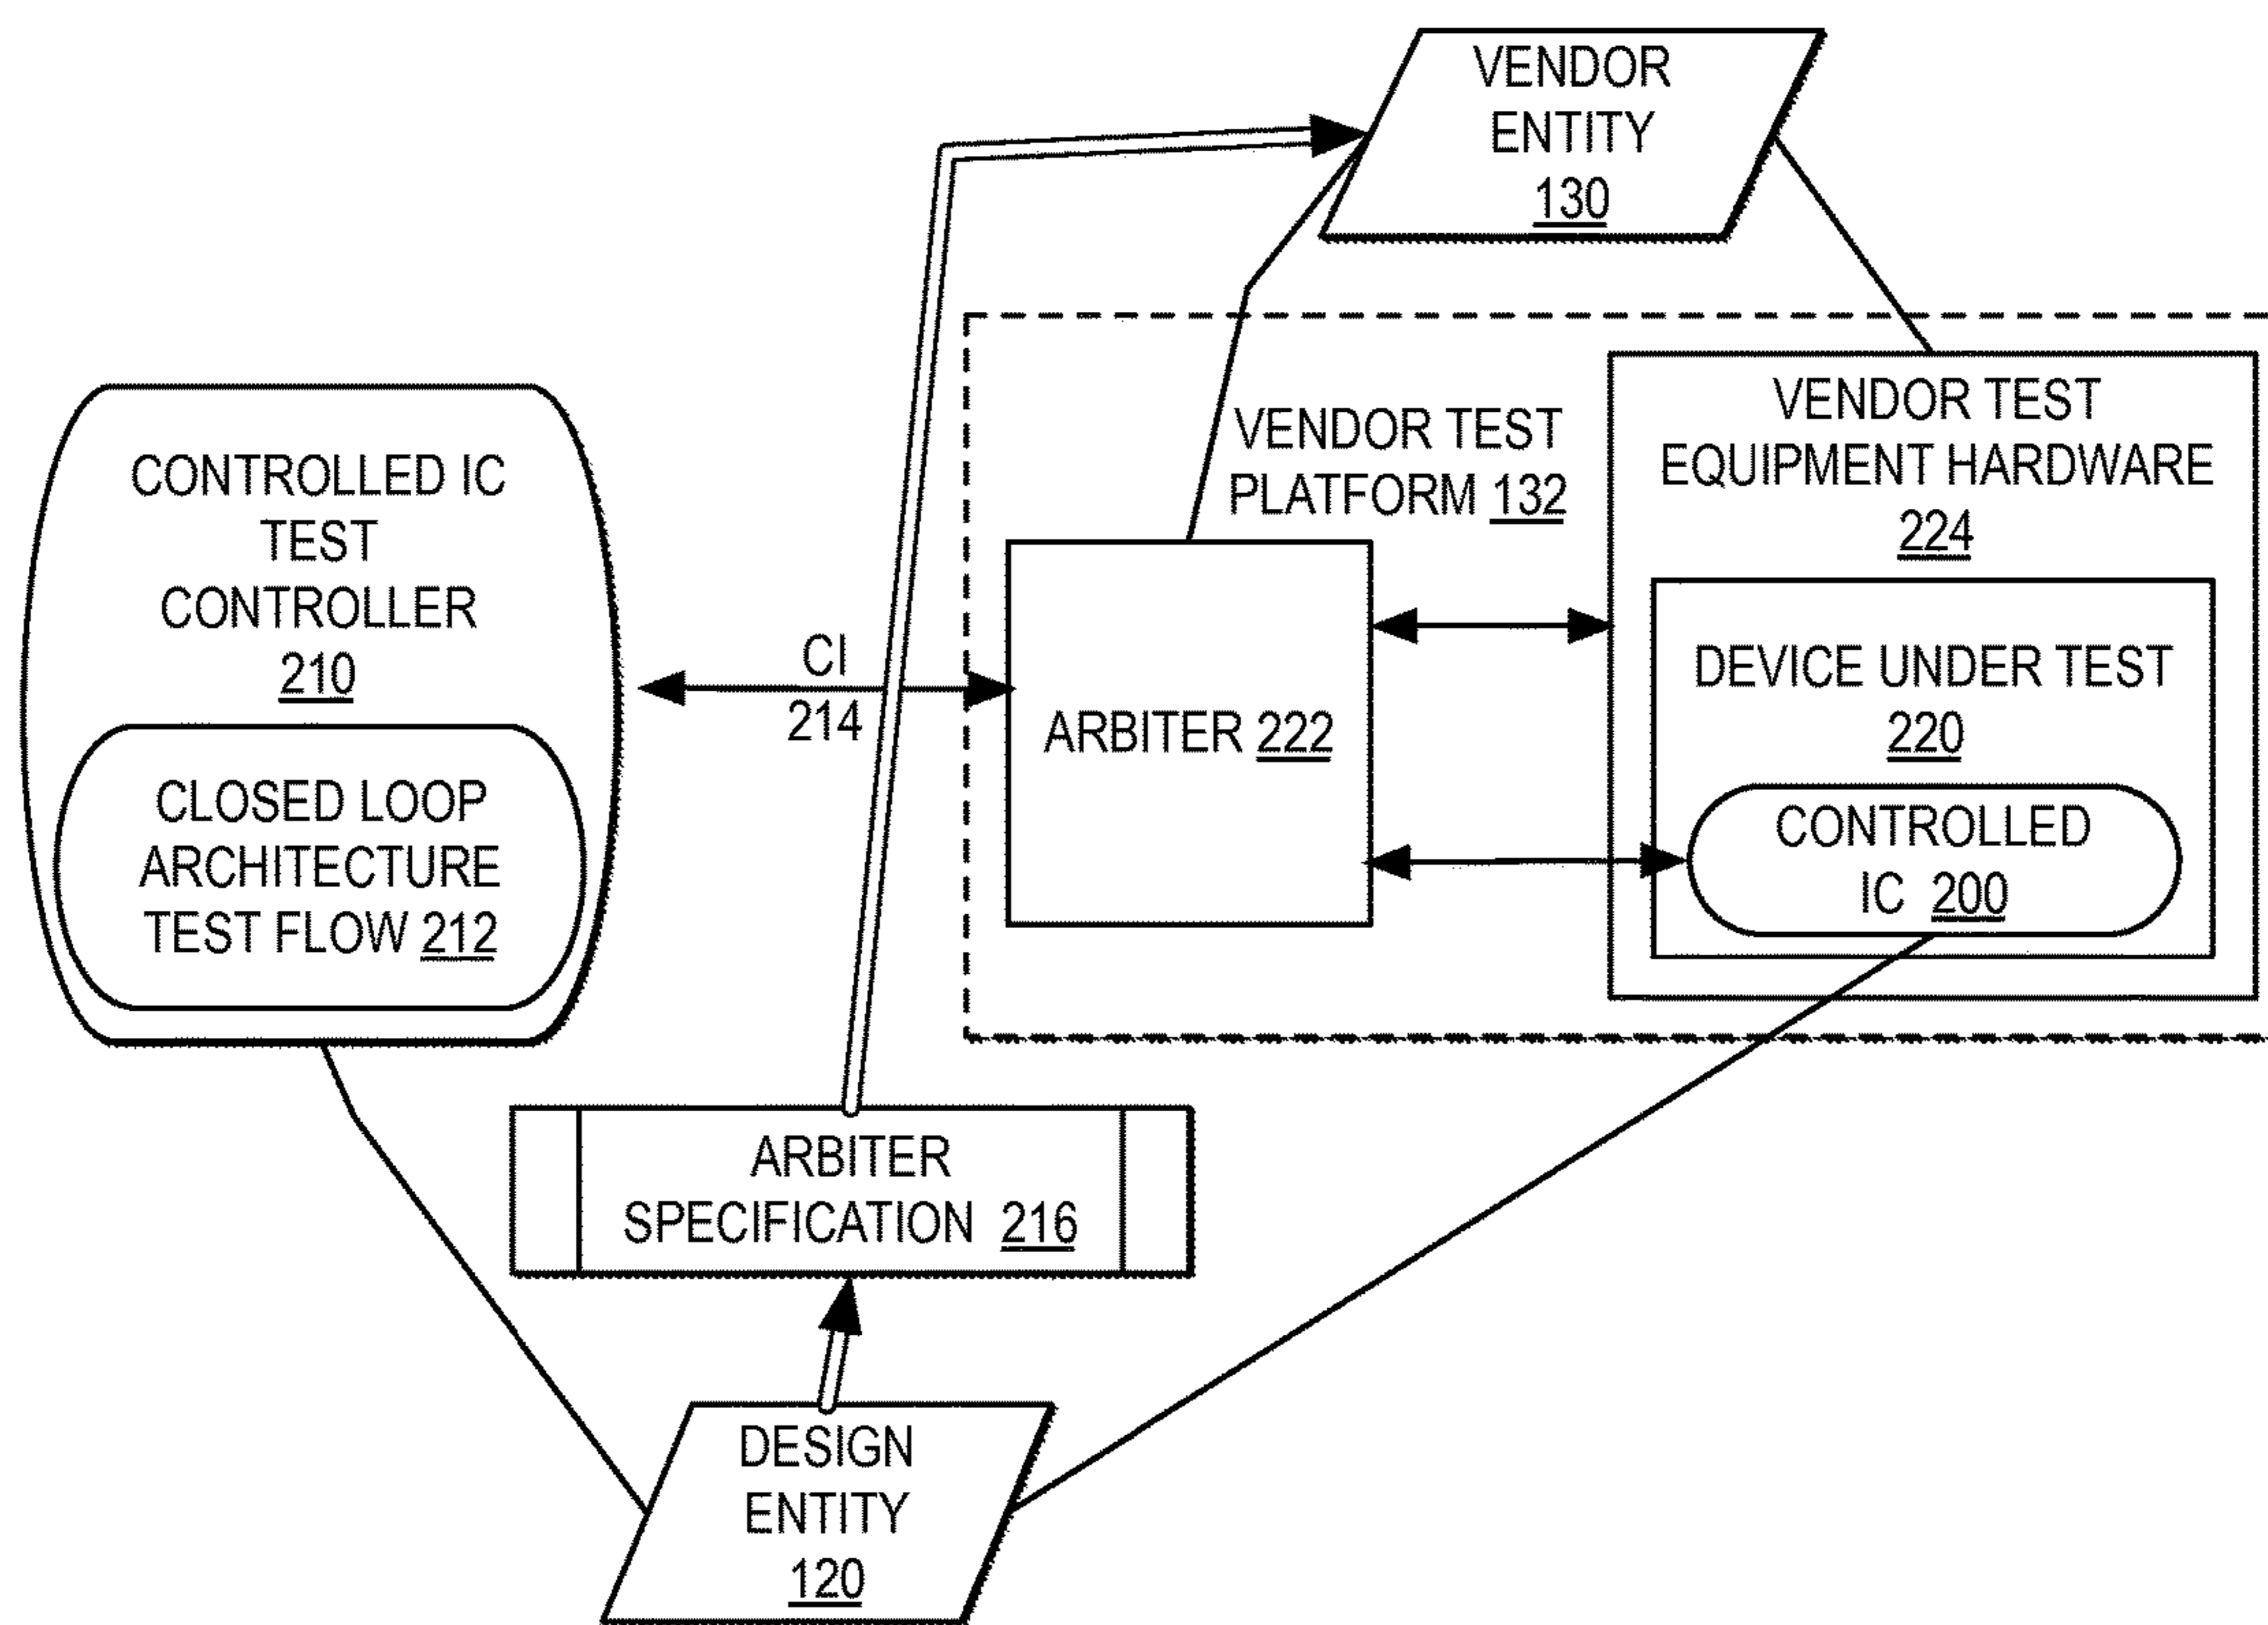 VENDOR
ENTITY
130
VENDOR TEST
PLATFORM 132
VENDOR TEST
EQUIPMENT HARDWARE
224
CONTROLLED IC
TEST
CONTROLLER
210
CI
214
ARBITER 222
DEVICE UNDER TEST
220
CONTROLLED
IC 200
CLOSED LOOP
ARCHITECTURE
TEST FLOW 212
ARBITER
SPECIFICATION 216
DESIGN
ENTITY
120